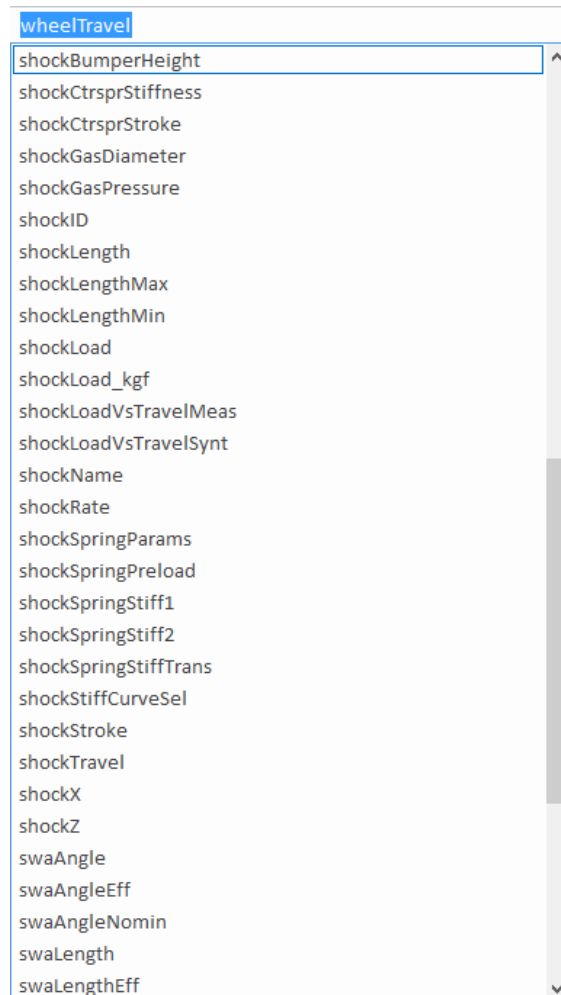 wheelTravel
shockBumperHeight
shockCtrsprStiffness
shockCtrsprStroke
shockGasDiameter
shockGasPressure
shockID
shockLength
shockLengthMax
shockLengthMin
shockLoad
shockLoad_kgf
shockLoadVsTravelMeas
shockLoadVsTravelSynt
shockName
shockRate
shockSpringParams
shockSpringPreload
shockSpringStiff1
shockSpringStiff2
shockSpringStiffTrans
shockStiffCurveSel
shockStroke
shockTravel
shockX
shockZ
swaAngle
swaAngleEff
swaAngleNomin
swaLength
swaLengthEff